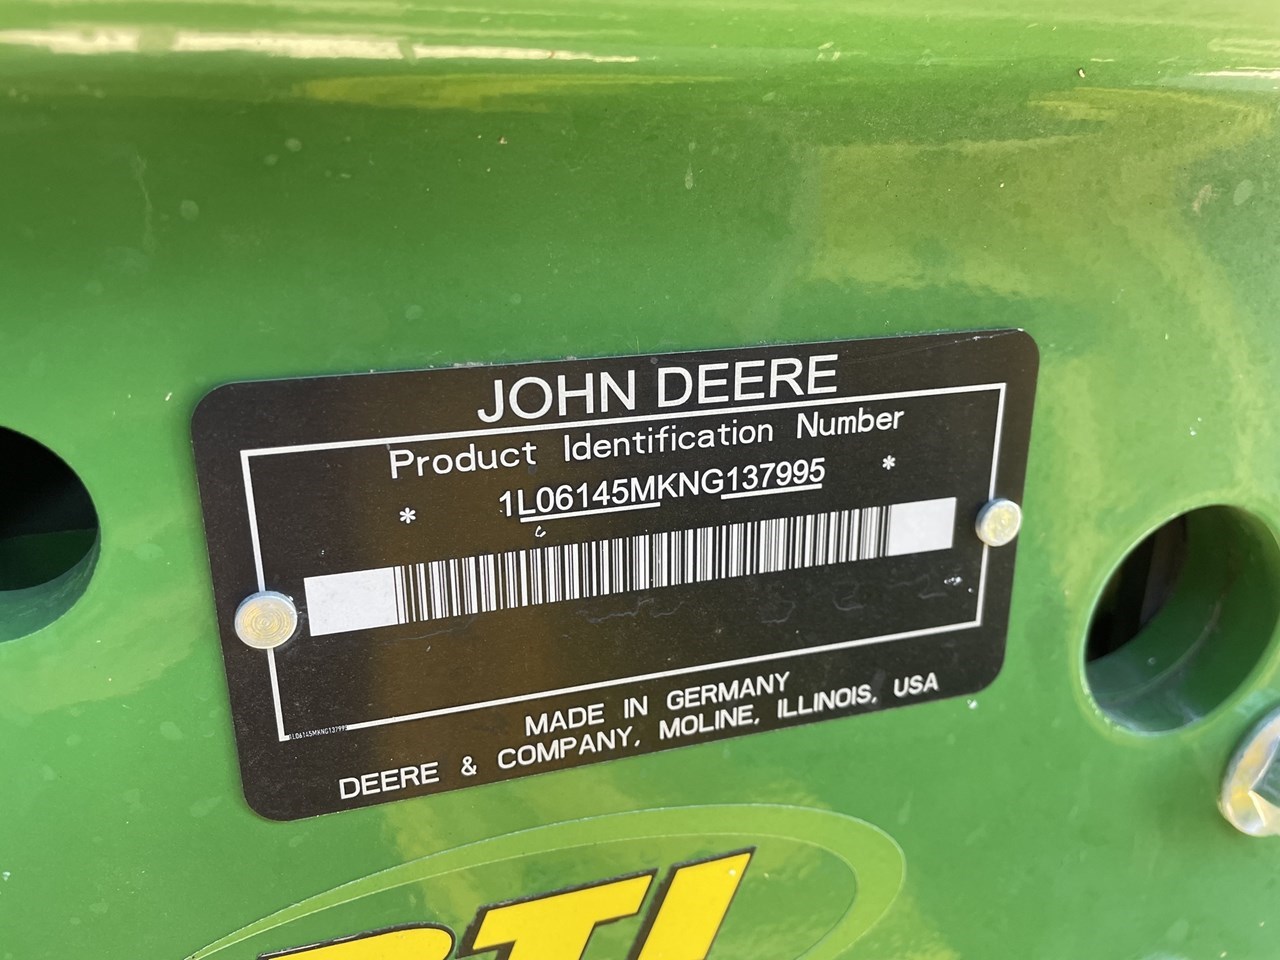 JOHN DEERE
Product Identification Number
* 1L06145MKNG137995 *
MADE IN GERMANY
DEERE & COMPANY, MOLINE, ILLINOIS, USA